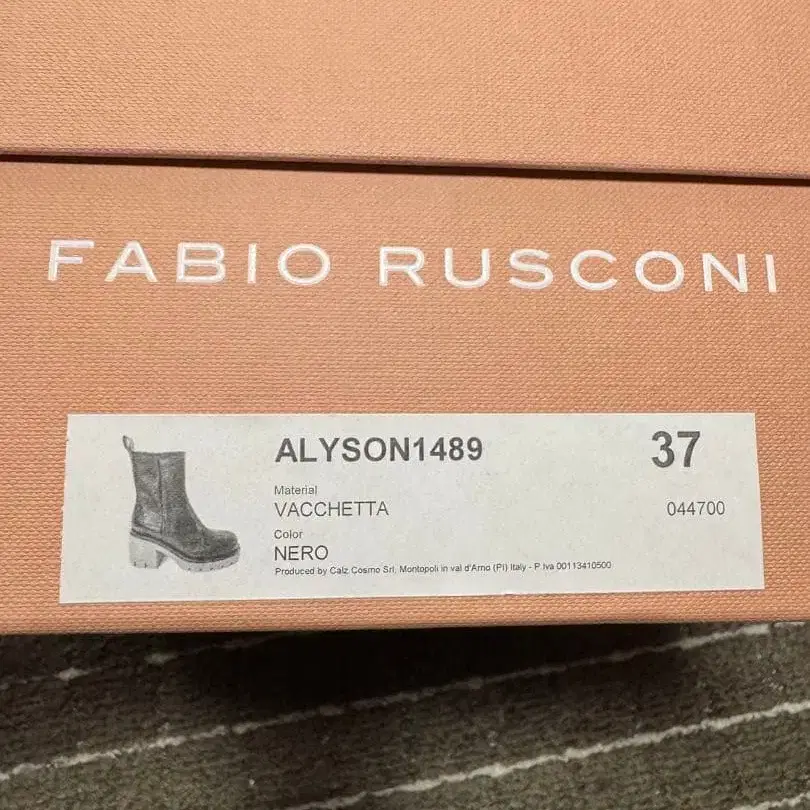 FABIO RUSCONI
ALYSON1489
37
Material
VACCHETTA
044700
Color
NERO
Produced by Calz Cosmo Srl, Montopoli in val d'Arno (PI) Italy - P Iva 00113410500